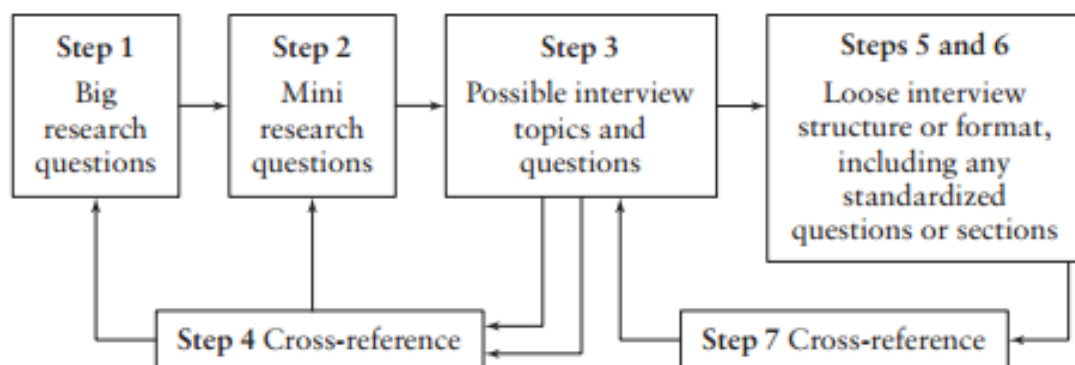 Step 1
Big
research
questions
Step 2
Mini
research
questions
Step 3
Possible interview
topics and
questions
Steps 5 and 6
Loose interview
structure or format,
including any
standardized
questions or sections
Step 4 Cross-reference
Step 7 Cross-reference